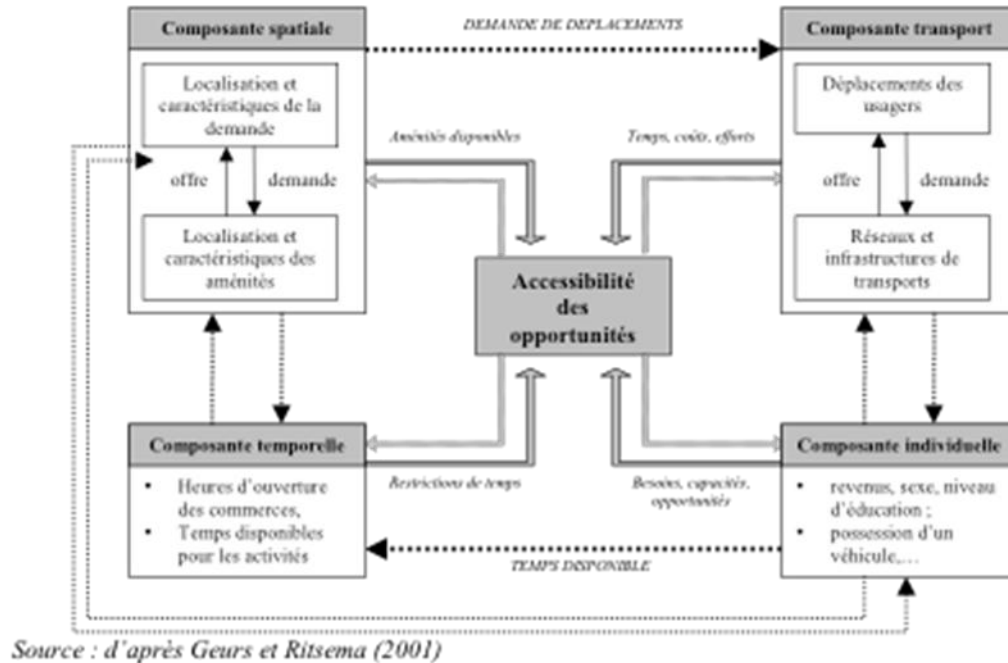 DEMANDE DE DEPLACEMENTS
Composante spatiale
Localisation et
caractéristiques de la
demande
offre
demande
Localisation et
caractéristiques des
aménités
Composante transport
Déplacements des
usagers
offre
demande
Réseaux et
infrastructures de
transports
Aménités disponibles
Temps, coûts, efforts
Accessibilité
des
opportunités
Composante temporelle
• Heures d'ouverture
des commerces,
• Temps disponibles
pour les activités
Restrictions de temps
Besoins, capacités,
opportunités
Composante individuelle
• revenus, sexe, niveau
d'éducation ;
• possession d'un
véhicule,…
TEMPS DISPONIBLE
Source : d'après Geurs et Ritsema (2001)